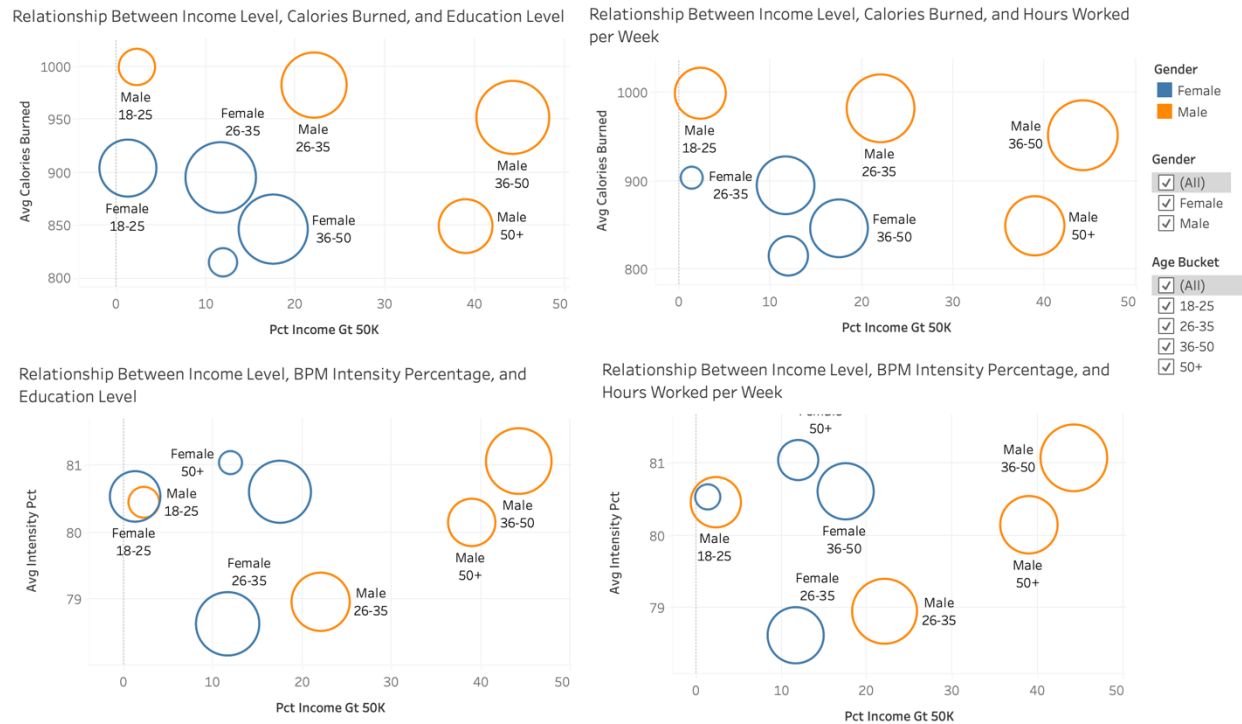 Relationship Between Income Level, Calories Burned, and Education Level
1000
950
900
850
800
Avg Calories Burned
Male
18-25
Female
26-35
Male
26-35
Male
36-50
Female
18-25
Female
36-50
Male
50+
0
10
20
30
40
50
Pct Income Gt 50K
Relationship Between Income Level, Calories Burned, and Hours Worked
per Week
1000
900
800
Avg Calories Burned
Male
18-25
Male
26-35
Male
36-50
Female
26-35
Female
36-50
Male
50+
0
10
20
30
40
50
Pct Income Gt 50K
Gender
Female
Male
Gender
(All)
Female
Male
Age Bucket
(All)
18-25
26-35
36-50
50+
Relationship Between Income Level, BPM Intensity Percentage, and
Education Level
81
80
79
Avg Intensity Pct
Female
50+
Male
18-25
Female
18-25
Male
36-50
Male
50+
Female
26-35
Male
26-35
0
10
20
30
40
50
Pct Income Gt 50K
Relationship Between Income Level, BPM Intensity Percentage, and
Hours Worked per Week
81
80
79
Avg Intensity Pct
Female
50+
Male
36-50
Male
18-25
Female
36-50
Male
50+
Female
26-35
Male
26-35
0
10
20
30
40
50
Pct Income Gt 50K